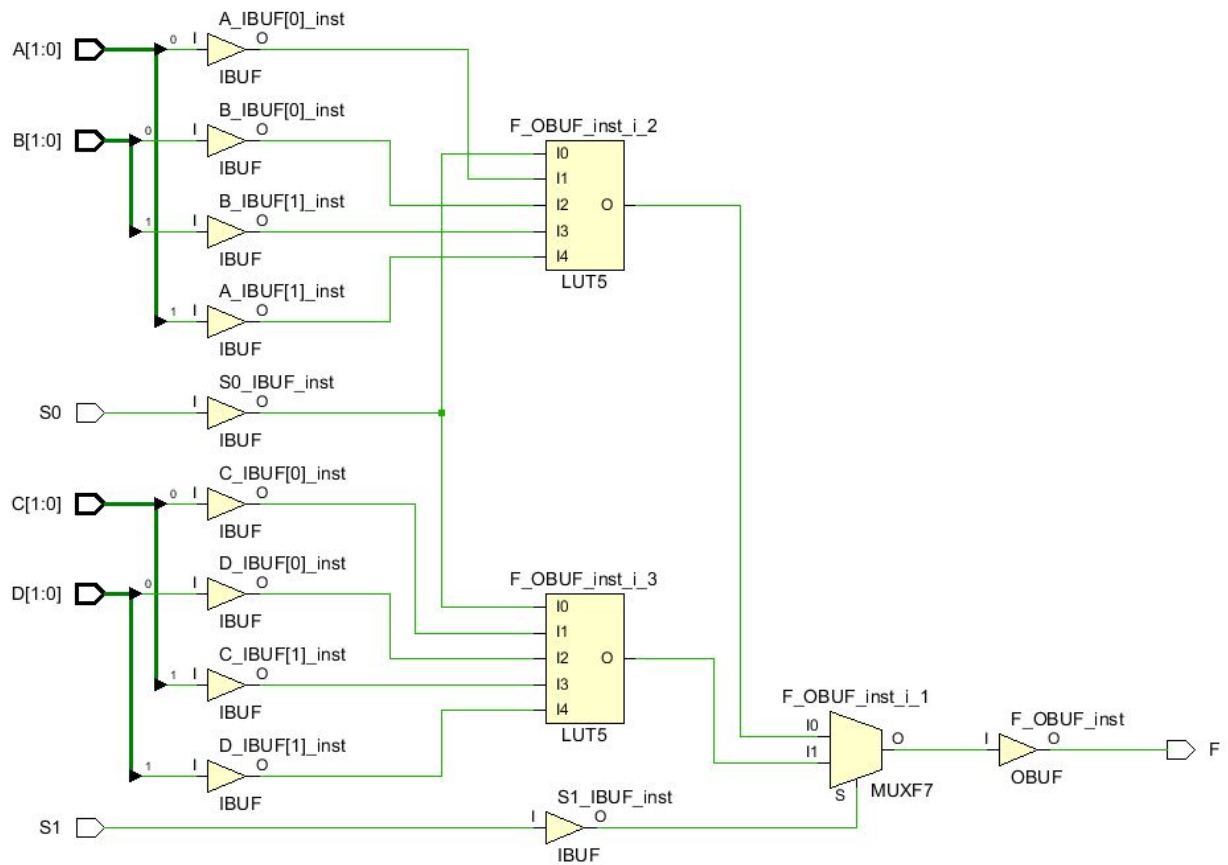 A_IBUF[0]_inst
A[1:0] 0 I O
IBUF
B_IBUF[0]_inst
B[1:0] 0 I O
IBUF
B_IBUF[1]_inst
1 I O
IBUF
A_IBUF[1]_inst
1 I O
IBUF
F_OBUF_inst_i_2
I0
I1
I2 O
I3
I4
LUT5
S0_IBUF_inst
S0 I O
IBUF
C_IBUF[0]_inst
C[1:0] 0 I O
IBUF
D_IBUF[0]_inst
D[1:0] 0 I O
IBUF
C_IBUF[1]_inst
1 I O
IBUF
D_IBUF[1]_inst
1 I O
IBUF
F_OBUF_inst_i_3
I0
I1
I2 O
I3
I4
LUT5
S1_IBUF_inst
S1 I O
IBUF
F_OBUF_inst_i_1
I0
I1 O
S
MUXF7
F_OBUF_inst
I O F
OBUF